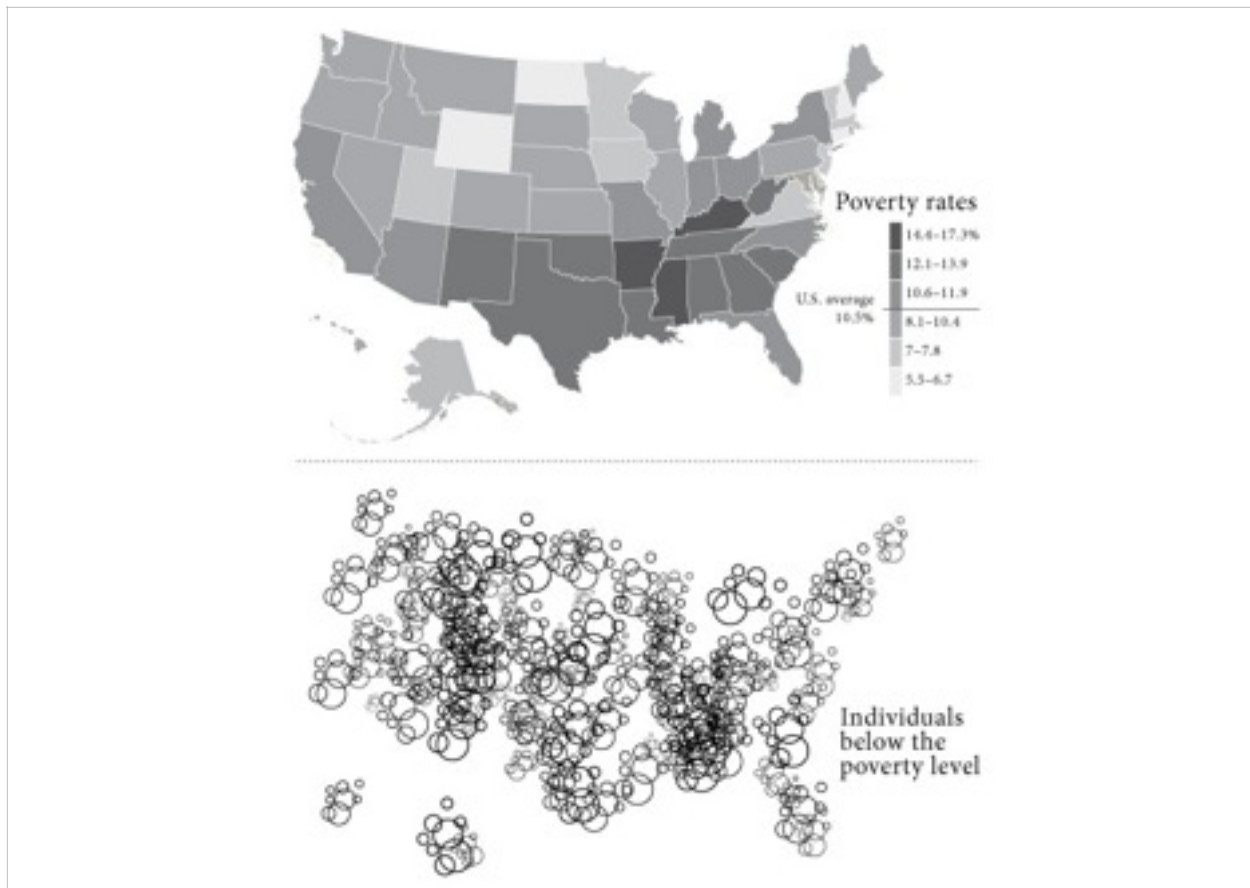 Poverty rates
14.4–17.3%
12.1–13.9
10.6–11.9
U.S. average
10.5%
8.1–10.4
7–7.8
5.5–6.7
Individuals
below the
poverty level